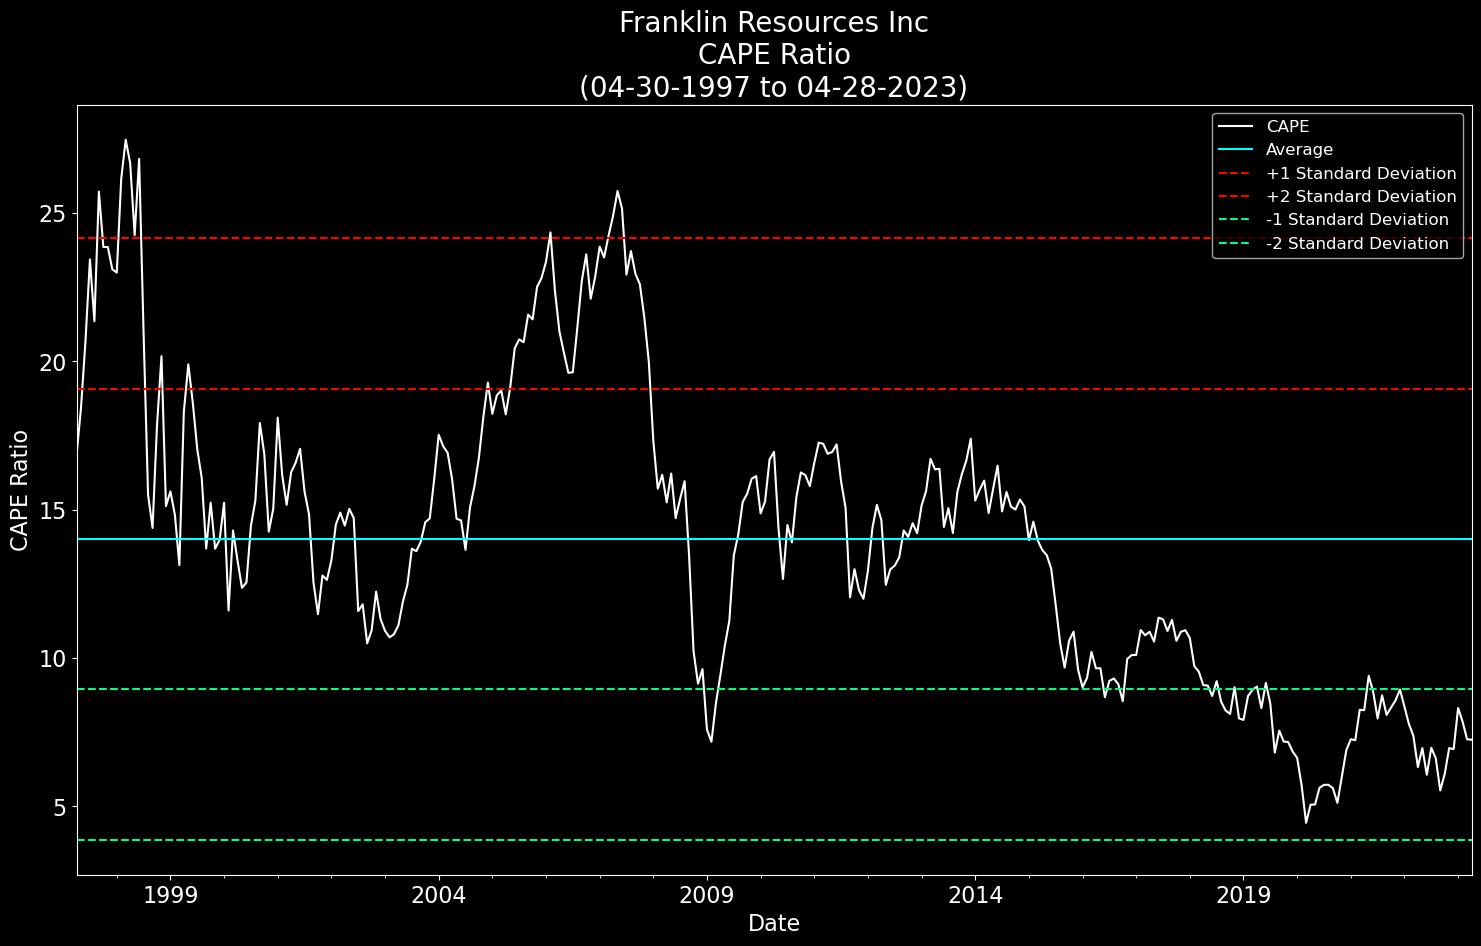 Franklin Resources Inc
CAPE Ratio
(04-30-1997 to 04-28-2023)
CAPE
Average
+1 Standard Deviation
+2 Standard Deviation
-1 Standard Deviation
-2 Standard Deviation
CAPE Ratio
25
20
15
10
5
1999
2004
2009
2014
2019
Date